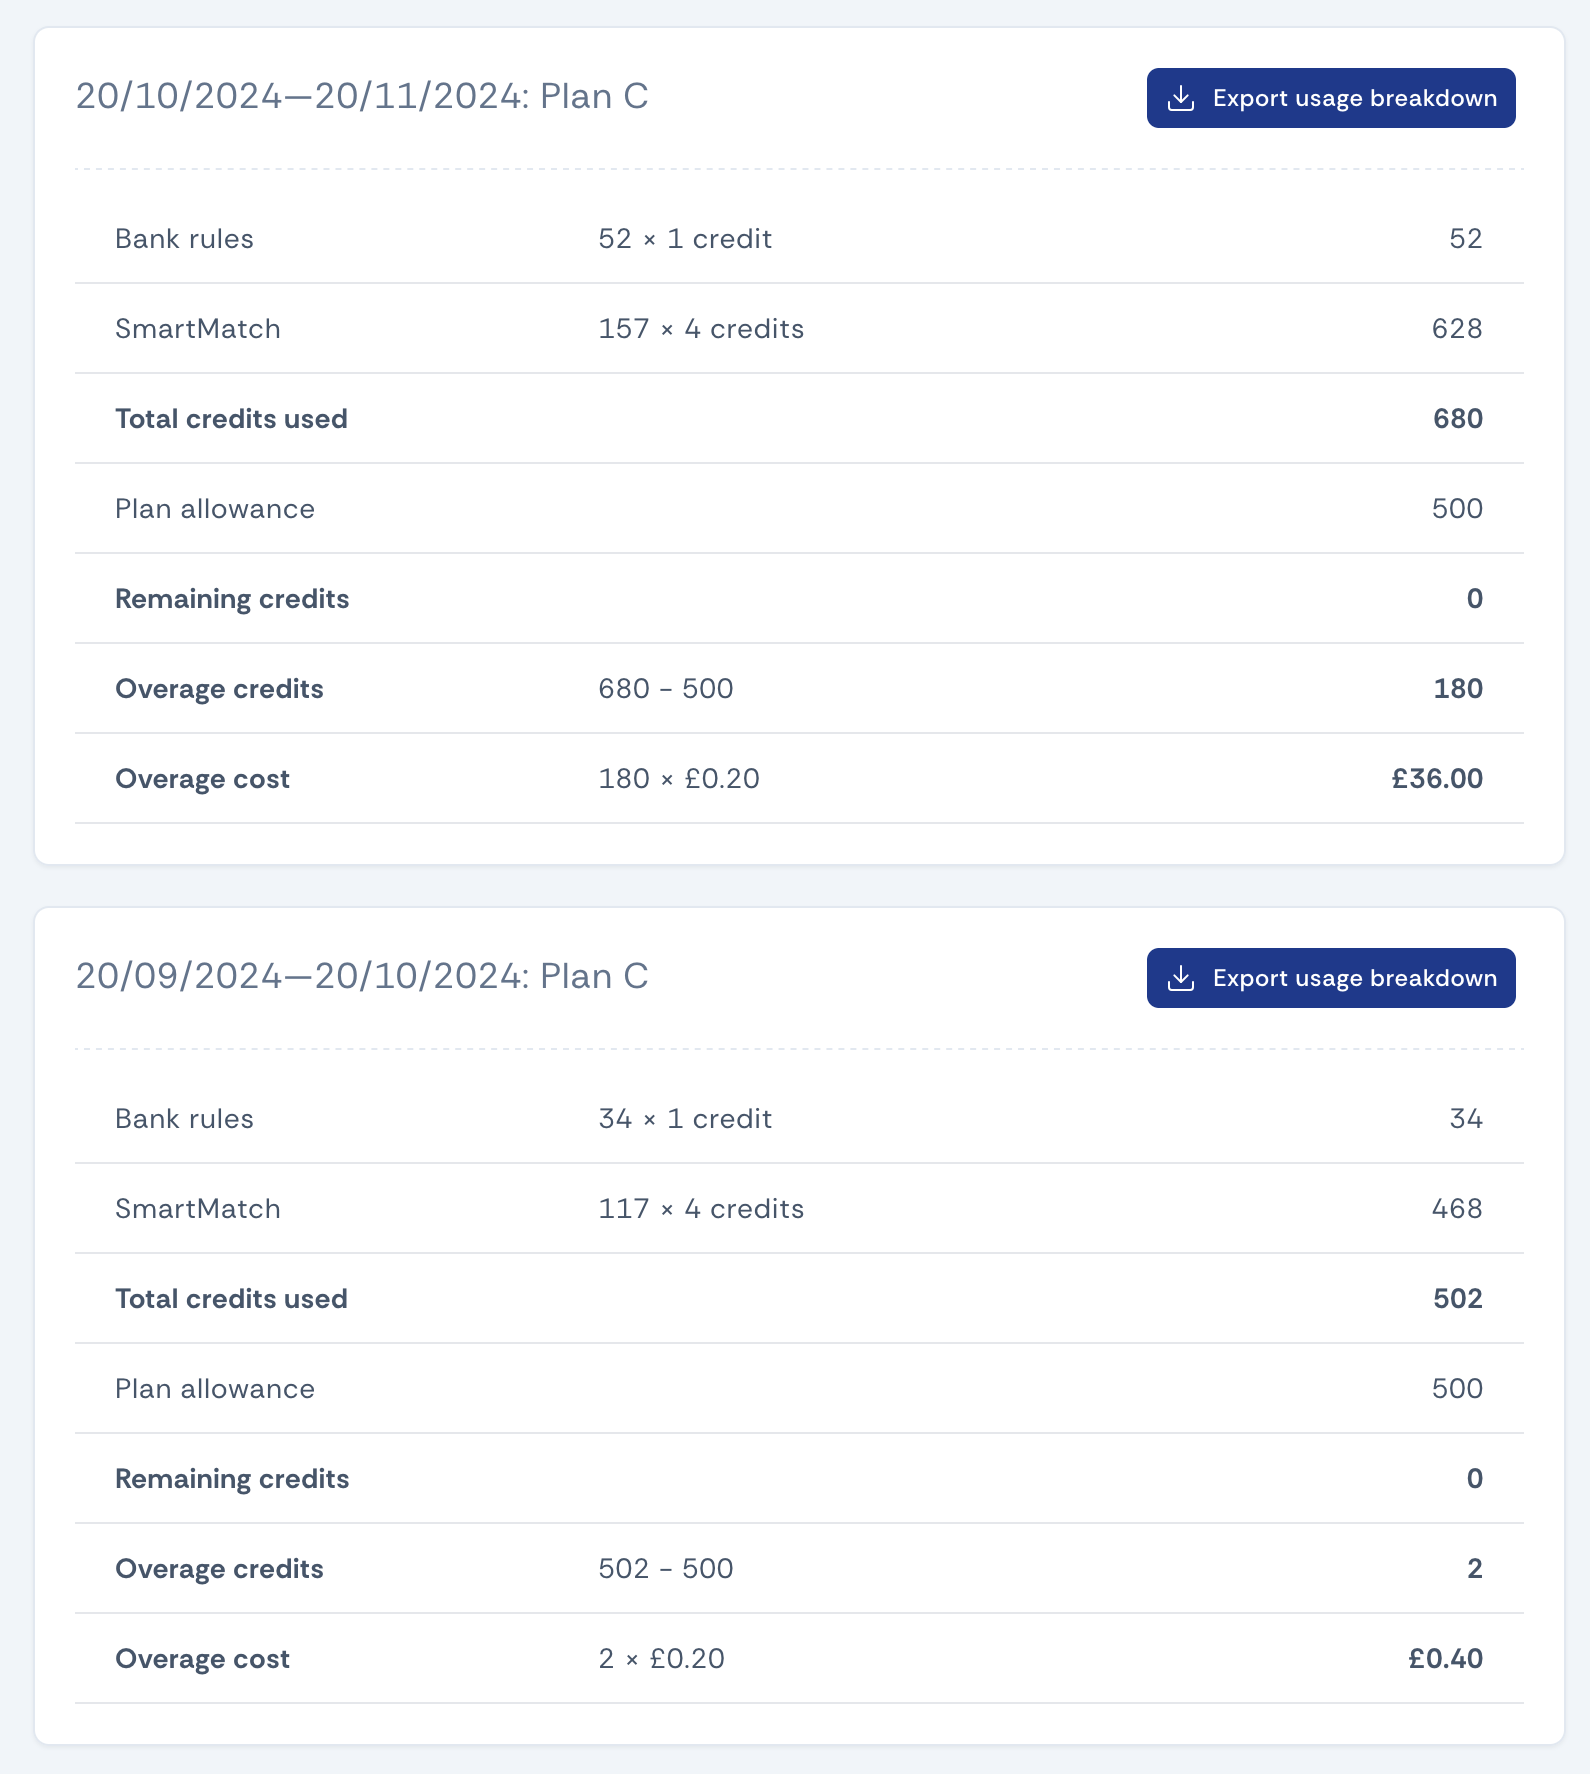 20/10/2024—20/11/2024: Plan C
Export usage breakdown
Bank rules 52 × 1 credit 52
SmartMatch 157 × 4 credits 628
Total credits used 680
Plan allowance 500
Remaining credits 0
Overage credits 680 – 500 180
Overage cost 180 × £0.20 £36.00
20/09/2024—20/10/2024: Plan C
Export usage breakdown
Bank rules 34 × 1 credit 34
SmartMatch 117 × 4 credits 468
Total credits used 502
Plan allowance 500
Remaining credits 0
Overage credits 502 – 500 2
Overage cost 2 × £0.20 £0.40